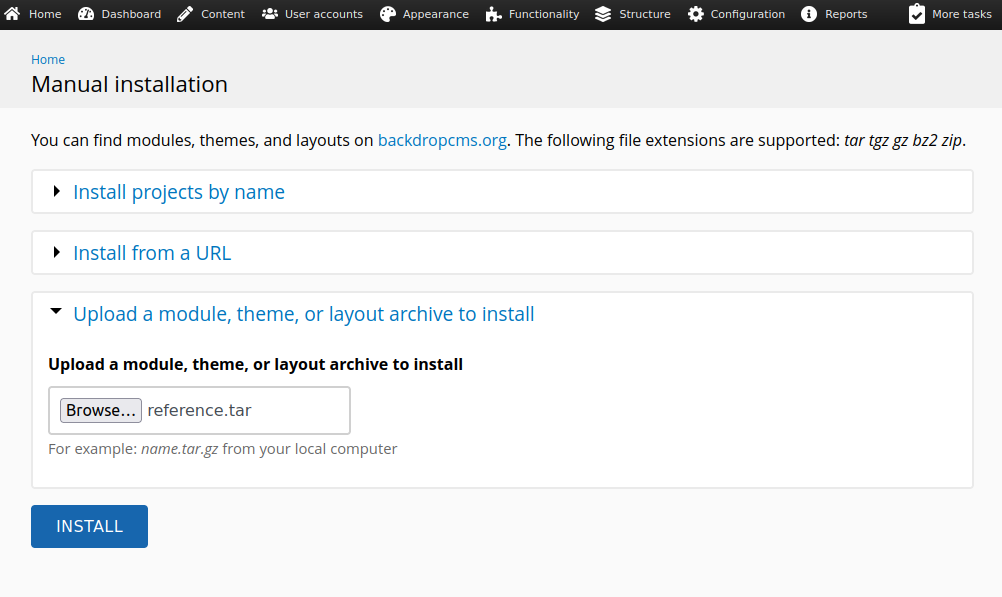 Home Dashboard Content User accounts Appearance Functionality Structure Configuration Reports More tasks
Home
Manual installation
You can find modules, themes, and layouts on backdropcms.org. The following file extensions are supported: tar tgz gz bz2 zip.
Install projects by name
Install from a URL
Upload a module, theme, or layout archive to install
Upload a module, theme, or layout archive to install
Browse... reference.tar
For example: name.tar.gz from your local computer
INSTALL